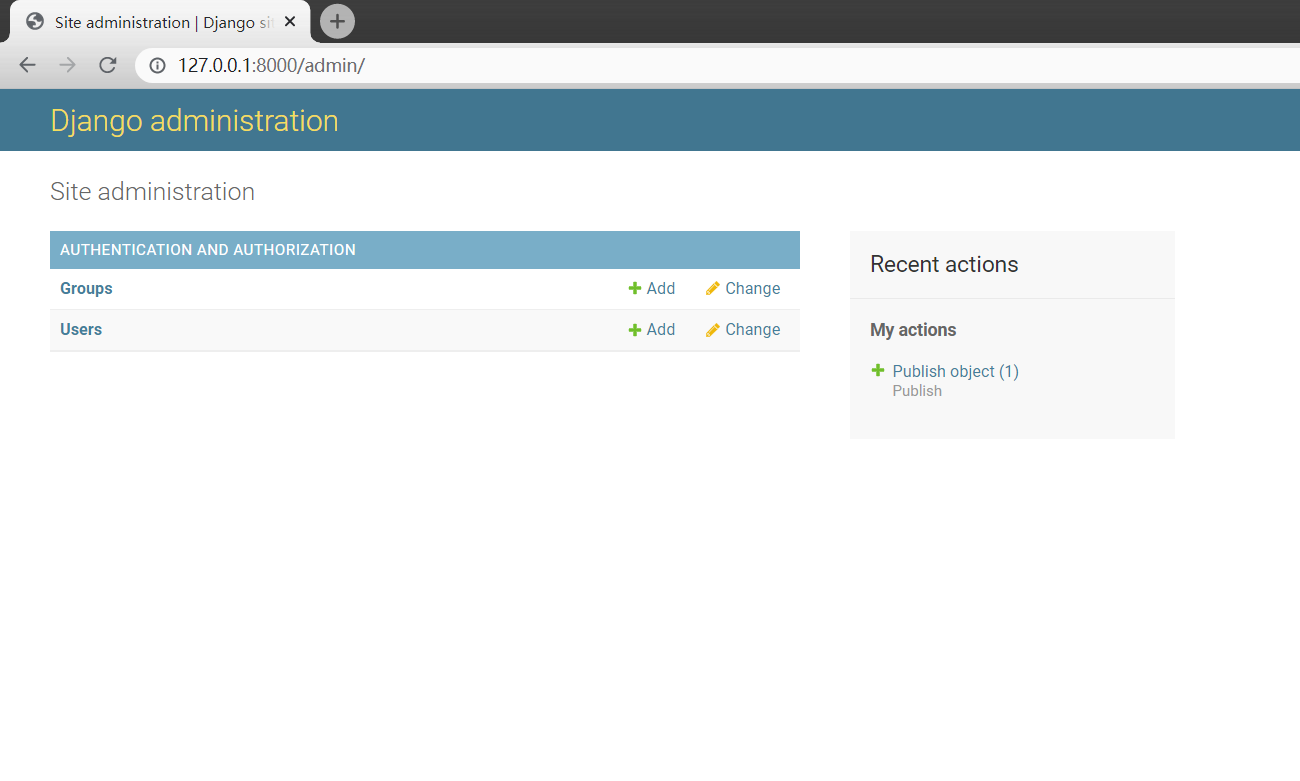 Site administration | Django si
127.0.0.1:8000/admin/
Django administration
Site administration
AUTHENTICATION AND AUTHORIZATION
Groups Add Change
Users Add Change
Recent actions
My actions
Publish object (1)
Publish